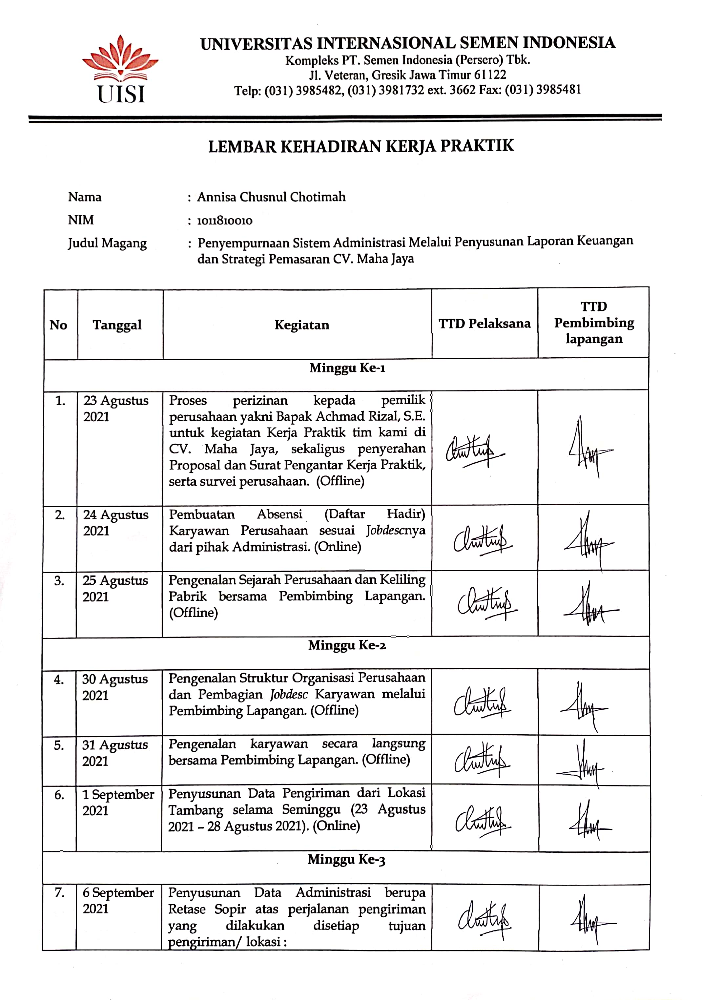 UISI
UNIVERSITAS INTERNASIONAL SEMEN INDONESIA
Kompleks PT. Semen Indonesia (Persero) Tbk.
Jl. Veteran, Gresik Jawa Timur 61122
Telp: (031) 3985482, (031) 3981732 ext. 3662 Fax: (031) 3985481
LEMBAR KEHADIRAN KERJA PRAKTIK
Nama : Annisa Chusnul Chotimah
NIM : 1011810010
Judul Magang : Penyempurnaan Sistem Administrasi Melalui Penyusunan Laporan Keuangan
dan Strategi Pemasaran CV. Maha Jaya
No
Tanggal
Kegiatan
TTD Pelaksana
TTD
Pembimbing
lapangan
Minggu Ke-1
1.
23 Agustus
2021
Proses perizinan kepada pemilik
perusahaan yakni Bapak Achmad Rizal, S.E.
untuk kegiatan Kerja Praktik tim kami di
CV. Maha Jaya, sekaligus penyerahan
Proposal dan Surat Pengantar Kerja Praktik,
serta survei perusahaan. (Offline)
2.
24 Agustus
2021
Pembuatan Absensi (Daftar Hadir)
Karyawan Perusahaan sesuai Jobdescnya
dari pihak Administrasi. (Online)
3.
25 Agustus
2021
Pengenalan Sejarah Perusahaan dan Keliling
Pabrik bersama Pembimbing Lapangan.
(Offline)
Minggu Ke-2
4.
30 Agustus
2021
Pengenalan Struktur Organisasi Perusahaan
dan Pembagian Jobdesc Karyawan melalui
Pembimbing Lapangan. (Offline)
5.
31 Agustus
2021
Pengenalan karyawan secara langsung
bersama Pembimbing Lapangan. (Offline)
6.
1 September
2021
Penyusunan Data Pengiriman dari Lokasi
Tambang selama Seminggu (23 Agustus
2021 – 28 Agustus 2021). (Online)
Minggu Ke-3
7.
6 September
2021
Penyusunan Data Administrasi berupa
Retase Sopir atas perjalanan pengiriman
yang dilakukan disetiap tujuan
pengiriman/ lokasi :